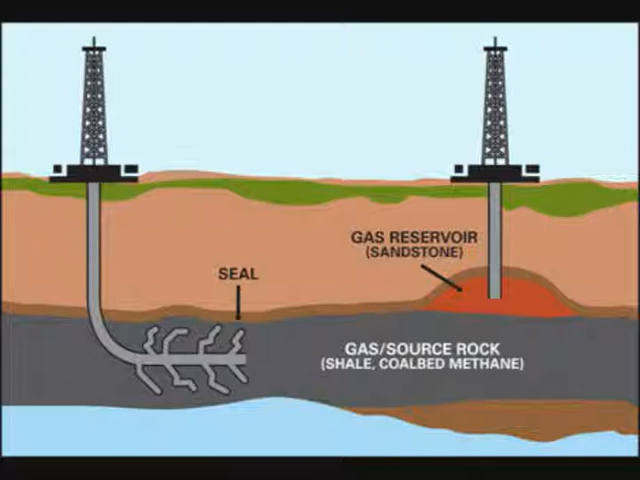 GAS RESERVOIR
(SANDSTONE)
SEAL
GAS/SOURCE ROCK
(SHALE, COALBED METHANE)